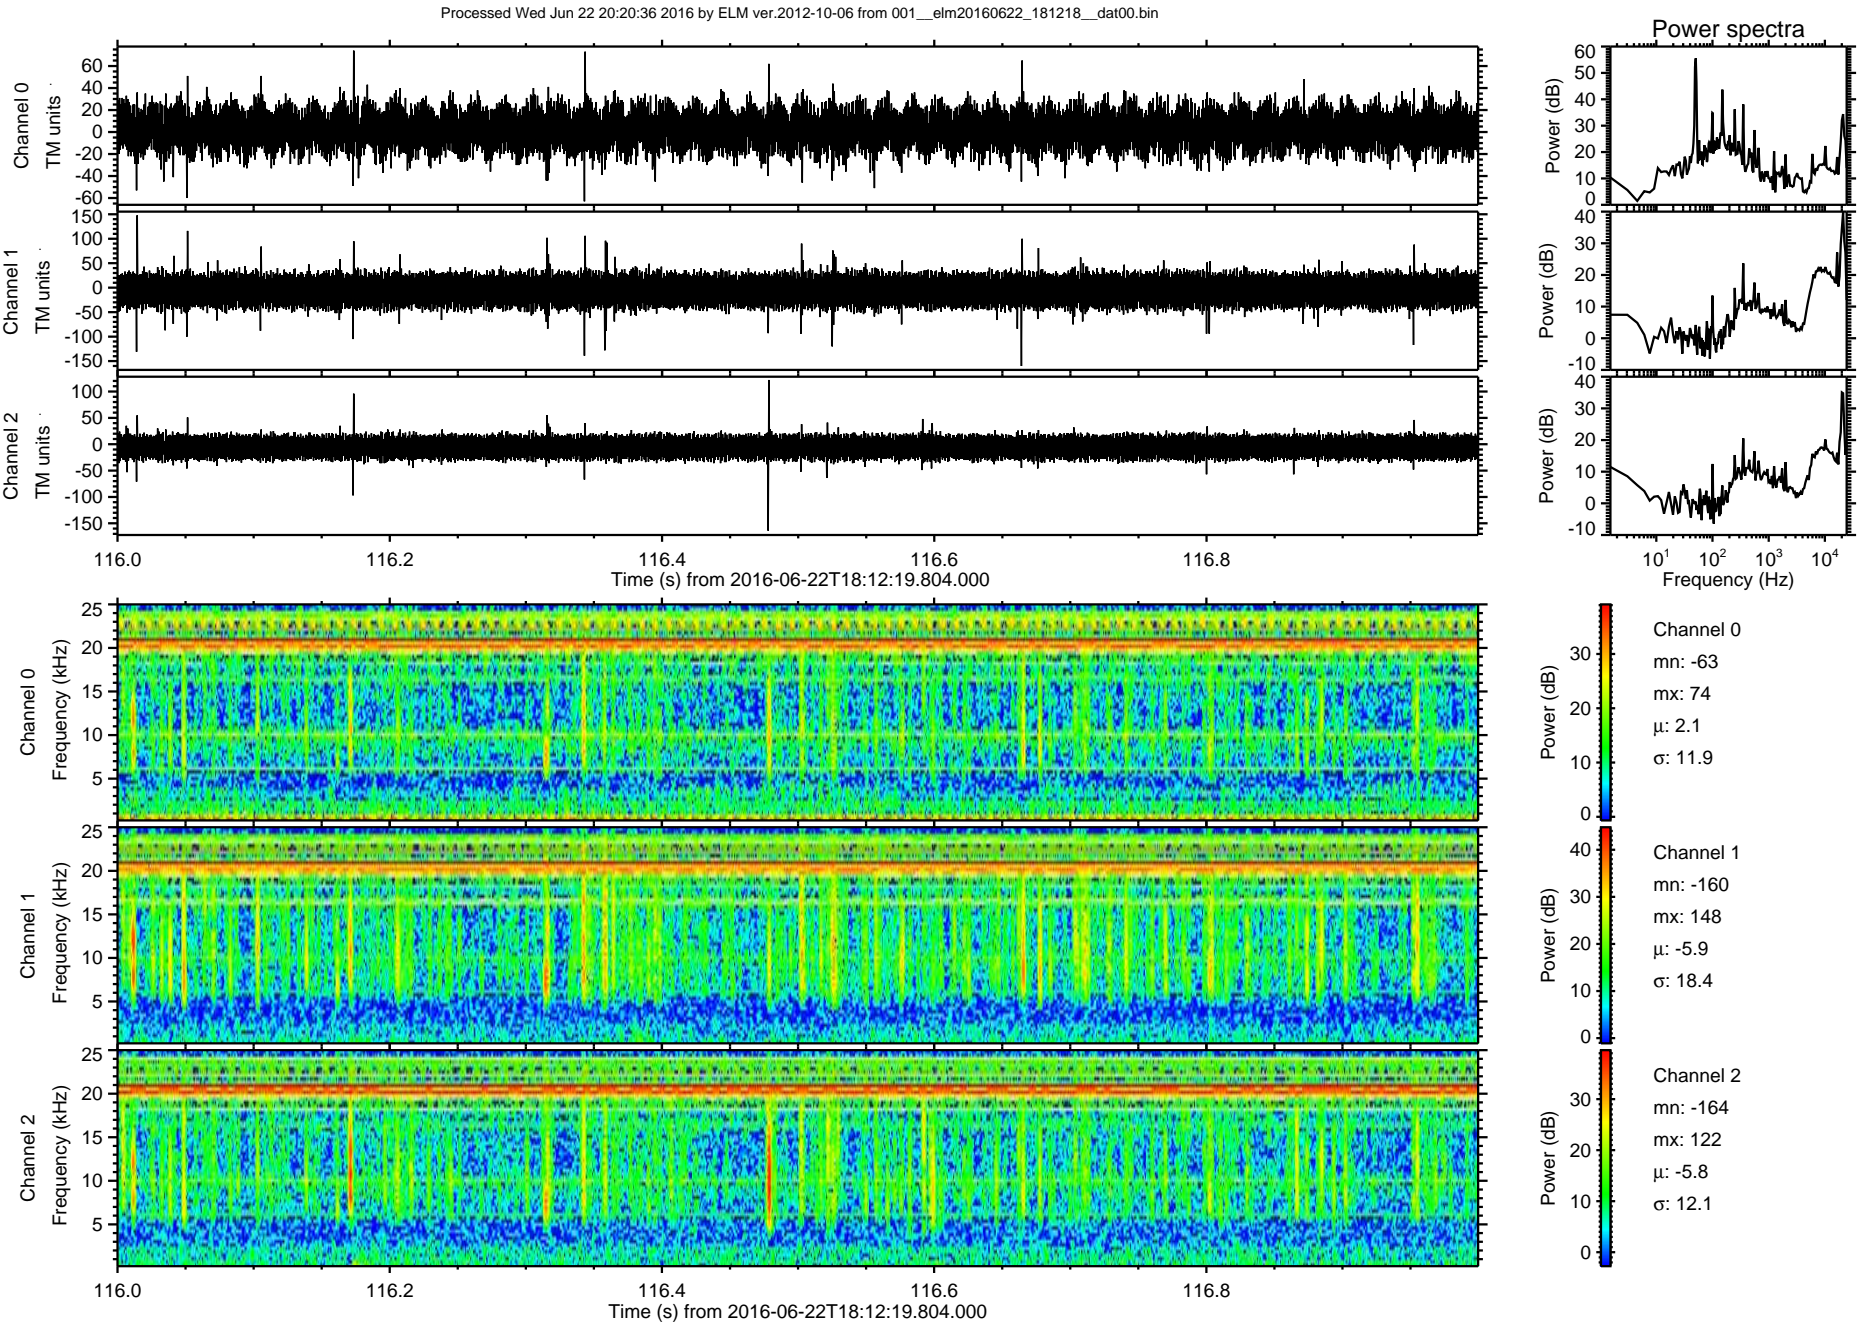 Processed Wed Jun 22 20:20:36 2016 by ELM ver.2012-10-06 from 001__elm20160622_181218__dat00.bin
Power spectra
Channel 0
TM units
60
40
20
0
-20
-40
-60
Power (dB)
60
50
40
30
20
10
0
Channel 1
TM units
150
100
50
0
-50
-100
-150
Power (dB)
40
30
20
10
0
-10
Channel 2
TM units
100
50
0
-50
-100
-150
Power (dB)
40
30
20
10
0
-10
116.0 116.2 116.4 116.6 116.8
Time (s) from 2016-06-22T18:12:19.804.000
10¹ 10² 10³ 10⁴
Frequency (Hz)
Channel 0
Frequency (kHz)
25
20
15
10
5
Power (dB)
30
20
10
0
Channel 0
mn: -63
mx: 74
μ: 2.1
σ: 11.9
Channel 1
Frequency (kHz)
25
20
15
10
5
Power (dB)
40
30
20
10
0
Channel 1
mn: -160
mx: 148
μ: -5.9
σ: 18.4
Channel 2
Frequency (kHz)
25
20
15
10
5
Power (dB)
30
20
10
0
Channel 2
mn: -164
mx: 122
μ: -5.8
σ: 12.1
116.0 116.2 116.4 116.6 116.8
Time (s) from 2016-06-22T18:12:19.804.000